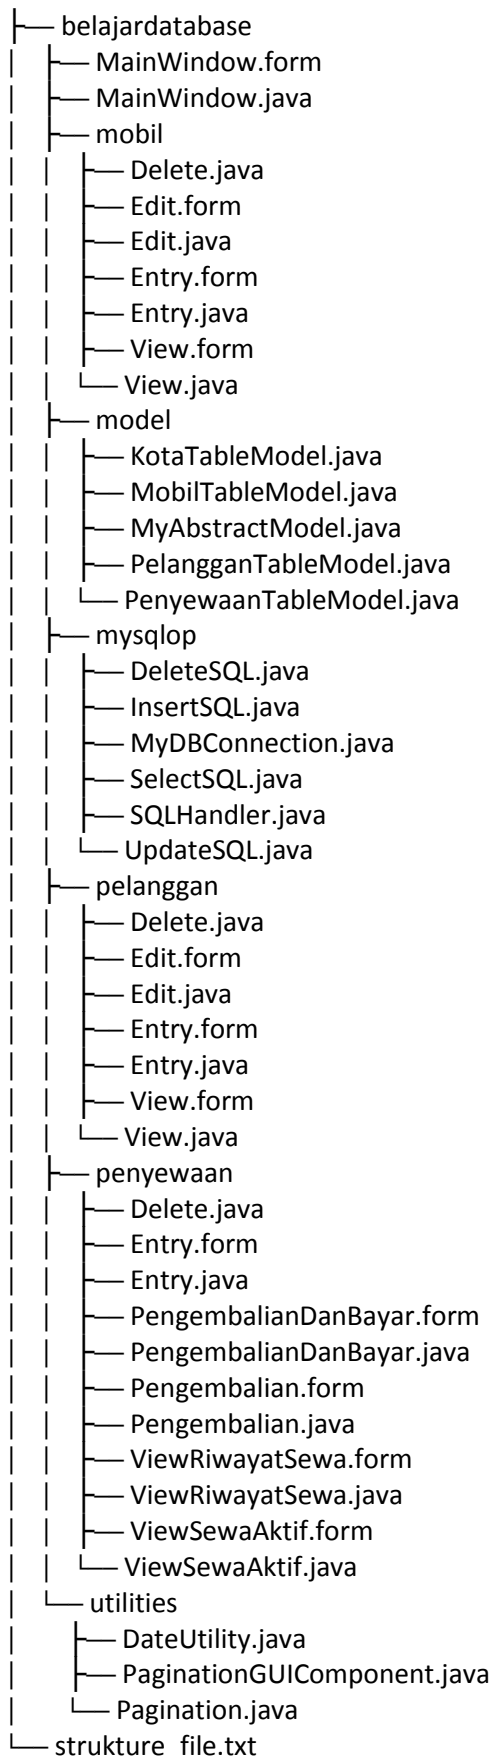 ├── belajardatabase
│   ├── MainWindow.form
│   ├── MainWindow.java
│   ├── mobil
│   │   ├── Delete.java
│   │   ├── Edit.form
│   │   ├── Edit.java
│   │   ├── Entry.form
│   │   ├── Entry.java
│   │   ├── View.form
│   │   └── View.java
│   ├── model
│   │   ├── KotaTableModel.java
│   │   ├── MobilTableModel.java
│   │   ├── MyAbstractModel.java
│   │   ├── PelangganTableModel.java
│   │   └── PenyewaanTableModel.java
│   ├── mysqlop
│   │   ├── DeleteSQL.java
│   │   ├── InsertSQL.java
│   │   ├── MyDBConnection.java
│   │   ├── SelectSQL.java
│   │   ├── SQLHandler.java
│   │   └── UpdateSQL.java
│   ├── pelanggan
│   │   ├── Delete.java
│   │   ├── Edit.form
│   │   ├── Edit.java
│   │   ├── Entry.form
│   │   ├── Entry.java
│   │   ├── View.form
│   │   └── View.java
│   ├── penyewaan
│   │   ├── Delete.java
│   │   ├── Entry.form
│   │   ├── Entry.java
│   │   ├── PengembalianDanBayar.form
│   │   ├── PengembalianDanBayar.java
│   │   ├── Pengembalian.form
│   │   ├── Pengembalian.java
│   │   ├── ViewRiwayatSewa.form
│   │   ├── ViewRiwayatSewa.java
│   │   ├── ViewSewaAktif.form
│   │   └── ViewSewaAktif.java
│   └── utilities
│       ├── DateUtility.java
│       ├── PaginationGUIComponent.java
│       └── Pagination.java
└── strukture_file.txt